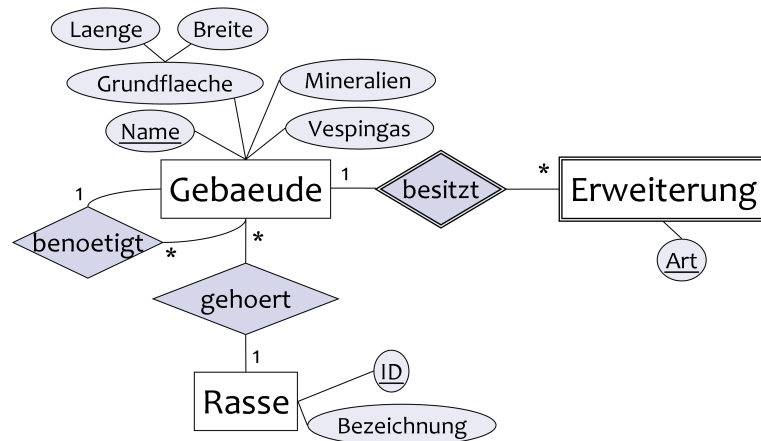 Laenge
Breite
Grundflaeche
Mineralien
Name
Vespingas
Gebaeude
1
besitzt
*
Erweiterung
1
benoetigt
*
*
Art
gehoert
1
ID
Rasse
Bezeichnung